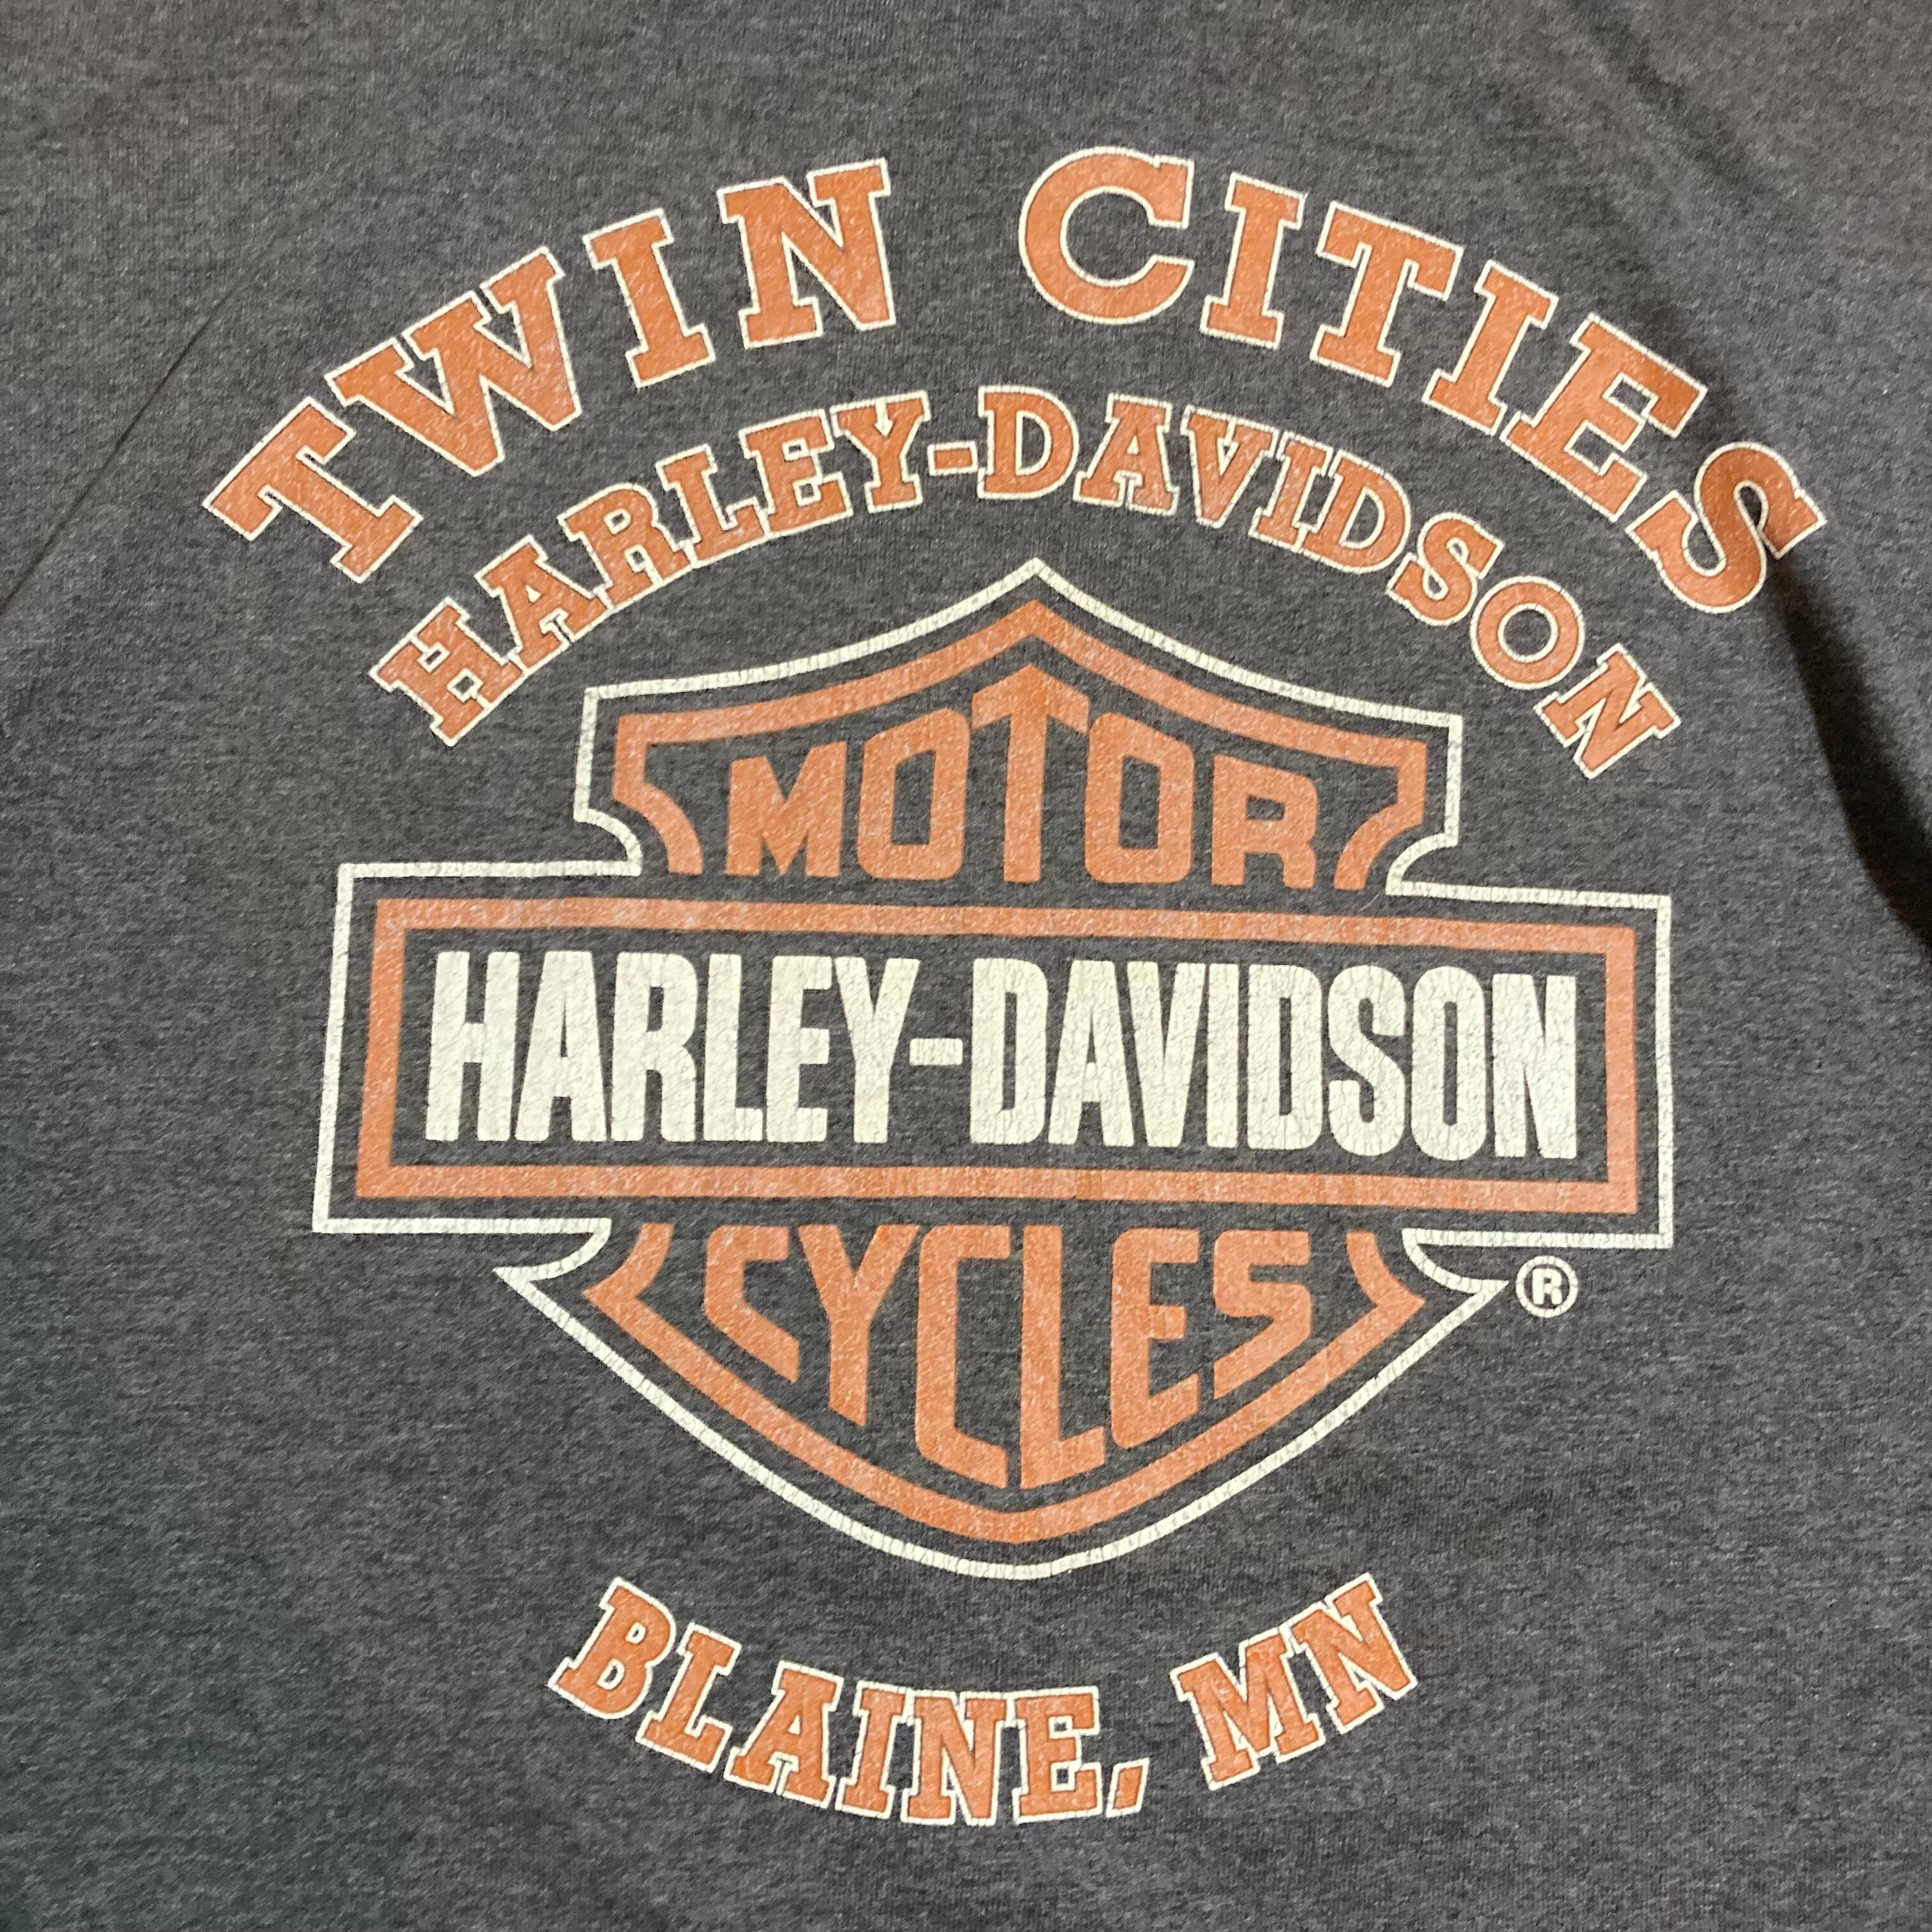 TWIN CITIES
HARLEY-DAVIDSON
MOTOR
HARLEY-DAVIDSON
CYCLES
®
BLAINE, MN